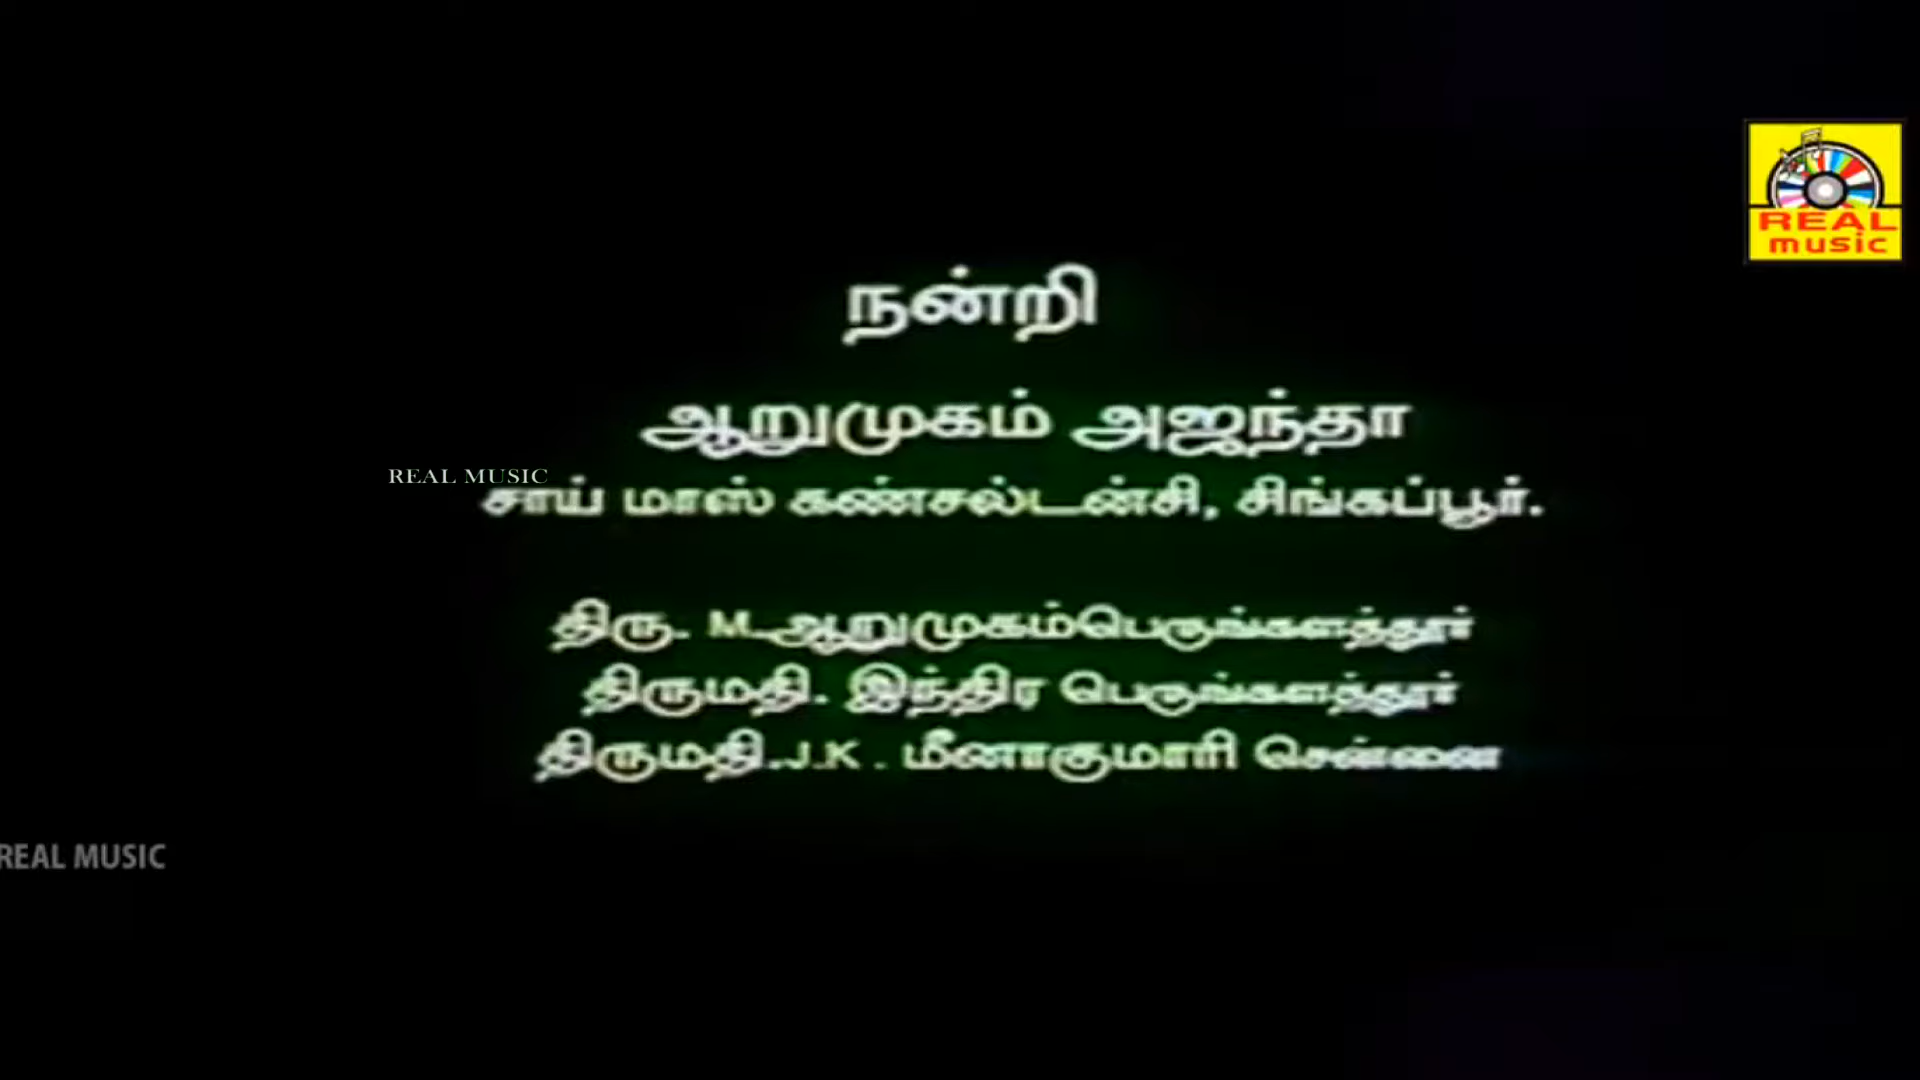 REAL
music
நன்றி
ஆறுமுகம் அஜந்தா
REAL MUSIC
சாய் மாஸ் கண்சல்டன்சி, சிங்கப்பூர்.
திரு. M.ஆறுமுகம்பெருங்களத்தூர்
திருமதி. இந்திர பெருங்களத்தூர்
திருமதி.J.K. மீனாகுமாரி சென்னை
REAL MUSIC